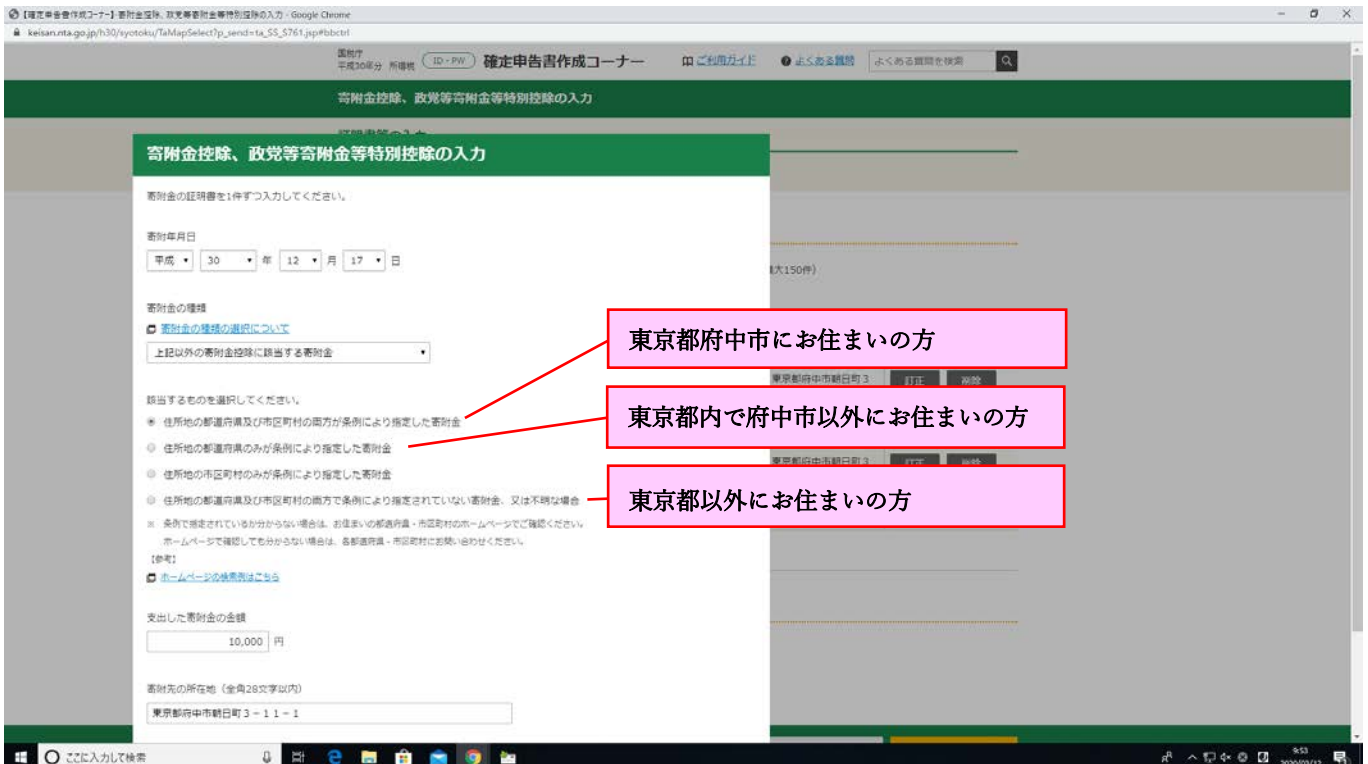 【確定申告書作成コーナー】-寄附金控除、政党等寄附金等特別控除の入力 - Google Chrome
keisan.nta.go.jp/h30/syotoku/TaMapSelect?p_send=ta_SS_S761.jsp#bbctrl
国税庁
平成30年分 所得税 ID・PW 確定申告書作成コーナー ご利用ガイド よくある質問 よくある質問を検索
寄附金控除、政党等寄附金等特別控除の入力
寄附金控除、政党等寄附金等特別控除の入力
寄附金の証明書を1件ずつ入力してください。
寄附年月日
平成 30 年 12 月 17 日
大150件)
寄附金の種類
寄附金の種類の選択について
上記以外の寄附金控除に該当する寄附金
東京都府中市にお住まいの方
東京都府中市朝日町3 訂正 削除
該当するものを選択してください。
住所地の都道府県及び市区町村の両方が条例により指定した寄附金
東京都内で府中市以外にお住まいの方
住所地の都道府県のみが条例により指定した寄附金
東京都府中市朝日町3 訂正 削除
住所地の市区町村のみが条例により指定した寄附金
住所地の都道府県及び市区町村の両方で条例により指定されていない寄附金、又は不明な場合
東京都以外にお住まいの方
※ 条例で指定されているか分からない場合は、お住まいの都道府県・市区町村のホームページでご確認ください。
ホームページで確認しても分からない場合は、各都道府県・市区町村にお問い合わせください。
【参考】
ホームページの検索例はこちら
支出した寄附金の金額
10,000 円
寄附先の所在地(全角28文字以内)
東京都府中市朝日町3-11-1
ここに入力して検索
9:53